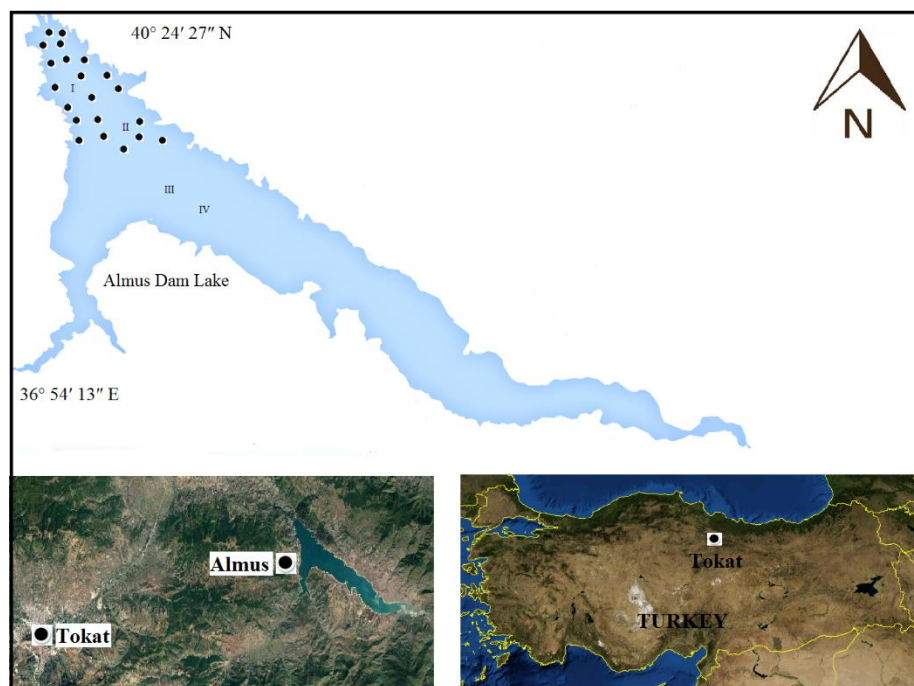 40° 24′ 27″ N
N
I
II
III
IV
Almus Dam Lake
36° 54′ 13″ E
Almus
Tokat
Tokat
TURKEY